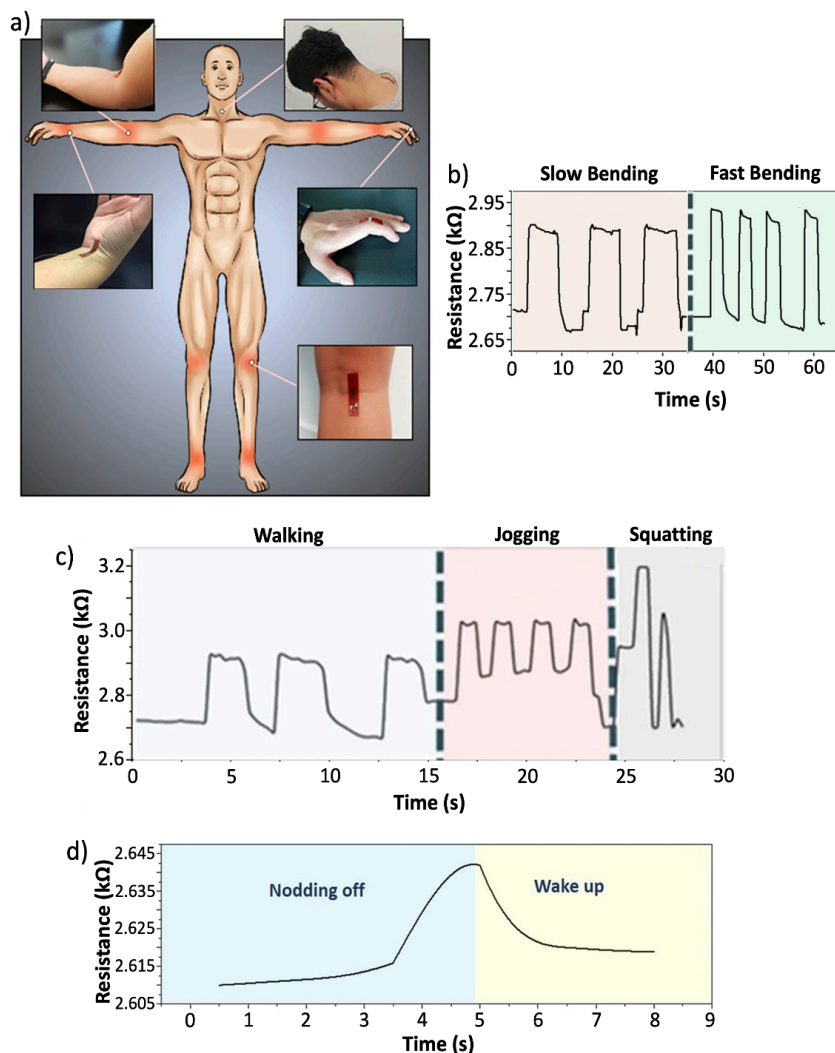 a)
b)
Slow Bending
Fast Bending
Resistance (kΩ)
2.95
2.85
2.70
2.65
0
10
20
30
40
50
60
Time (s)
c)
Walking
Jogging
Squatting
Resistance (kΩ)
3.2
3.0
2.8
2.6
0
5
10
15
20
25
30
Time (s)
d)
Resistance (kΩ)
2.645
2.635
2.625
2.615
2.605
Nodding off
Wake up
0
1
2
3
4
5
6
7
8
9
Time (s)